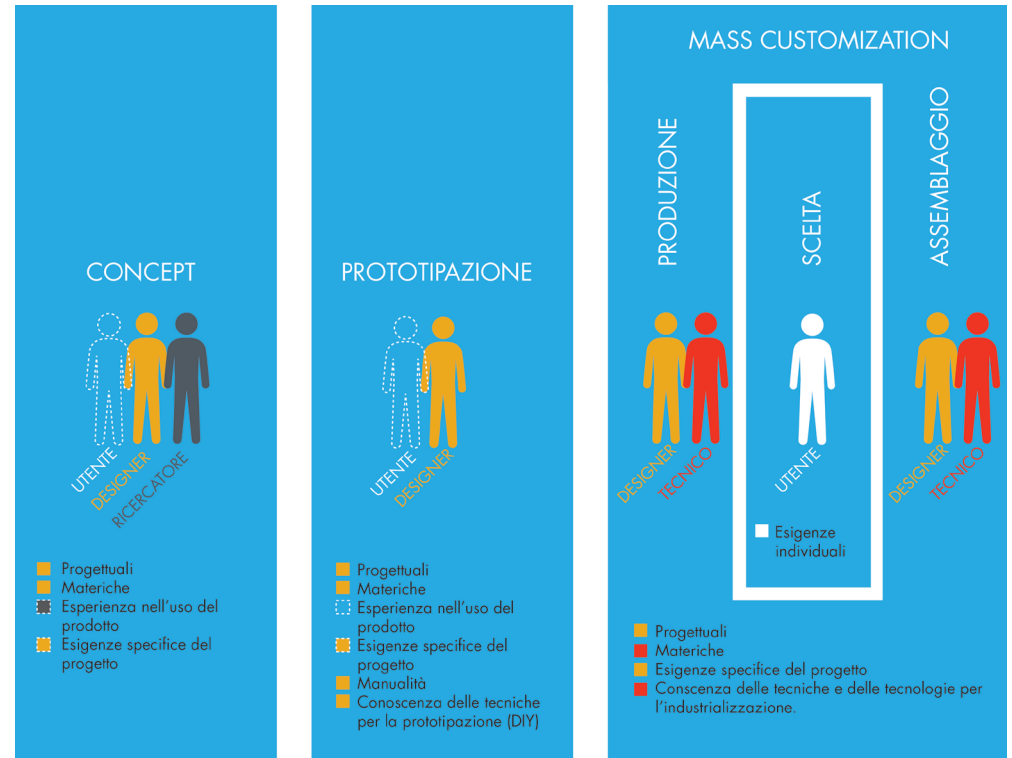 CONCEPT
UTENTE
DESIGNER
RICERCATORE
Progettuali
Materiche
Esperienza nell'uso del
prodotto
Esigenze specifice del
progetto
PROTOTIPAZIONE
UTENTE
DESIGNER
Progettuali
Materiche
Esperienza nell'uso del
prodotto
Esigenze specifice del
progetto
Manualità
Conoscenza delle tecniche
per la prototipazione (DIY)
MASS CUSTOMIZATION
PRODUZIONE
DESIGNER
TECNICO
SCELTA
UTENTE
Esigenze
individuali
ASSEMBLAGGIO
DESIGNER
TECNICO
Progettuali
Materiche
Esigenze specifice del progetto
Conscenza delle tecniche e delle tecnologie per
l'industrializzazione.